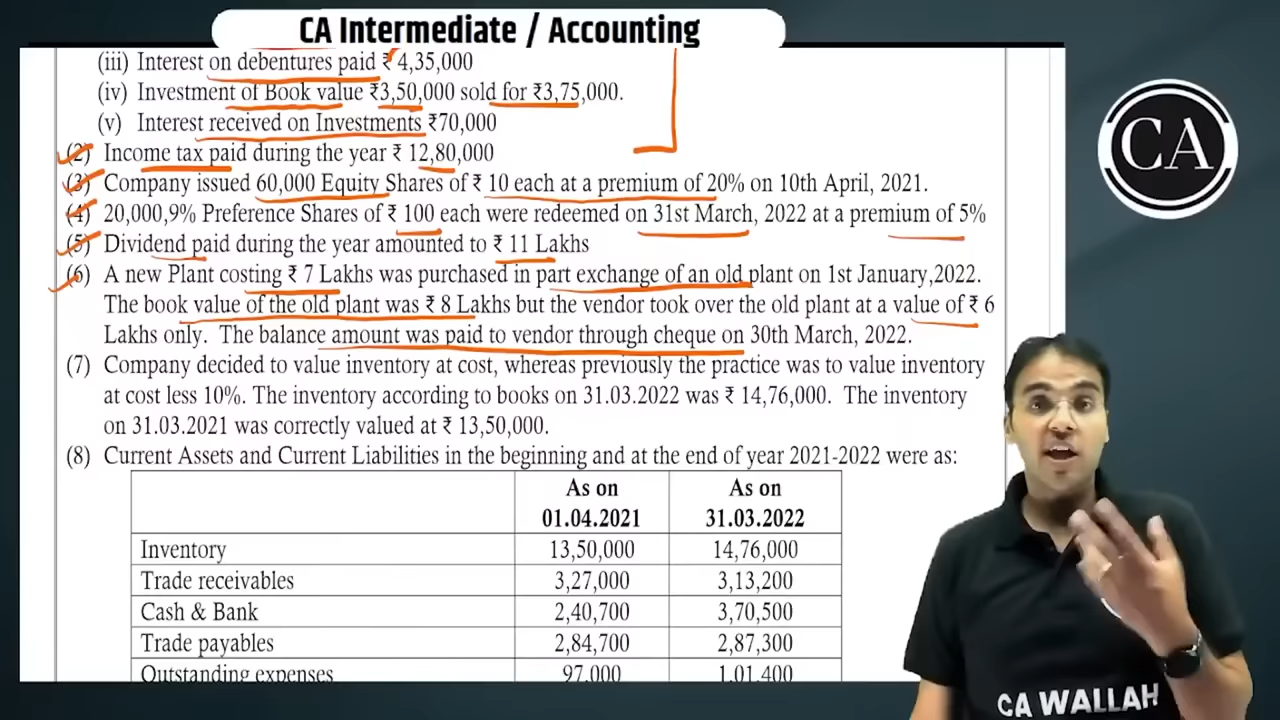 CA Intermediate / Accounting
(iii) Interest on debentures paid ₹ 4,35,000
(iv) Investment of Book value ₹3,50,000 sold for ₹3,75,000.
(v) Interest received on Investments ₹70,000
(2) Income tax paid during the year ₹ 12,80,000
(3) Company issued 60,000 Equity Shares of ₹ 10 each at a premium of 20% on 10th April, 2021.
(4) 20,000,9% Preference Shares of ₹ 100 each were redeemed on 31st March, 2022 at a premium of 5%
(5) Dividend paid during the year amounted to ₹ 11 Lakhs
(6) A new Plant costing ₹ 7 Lakhs was purchased in part exchange of an old plant on 1st January,2022.
The book value of the old plant was ₹ 8 Lakhs but the vendor took over the old plant at a value of ₹ 6
Lakhs only. The balance amount was paid to vendor through cheque on 30th March, 2022.
(7) Company decided to value inventory at cost, whereas previously the practice was to value inventory
at cost less 10%. The inventory according to books on 31.03.2022 was ₹ 14,76,000. The inventory
on 31.03.2021 was correctly valued at ₹ 13,50,000.
(8) Current Assets and Current Liabilities in the beginning and at the end of year 2021-2022 were as:
As on As on
01.04.2021 31.03.2022
Inventory 13,50,000 14,76,000
Trade receivables 3,27,000 3,13,200
Cash & Bank 2,40,700 3,70,500
Trade payables 2,84,700 2,87,300
Outstanding expenses 97,000 1,01,400
CA
CA WALLAH